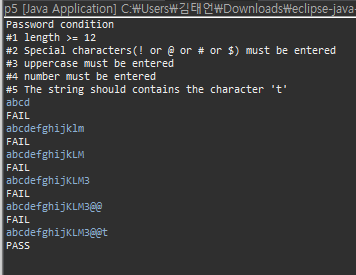 p5 [Java Application] C:₩Users₩김태언₩Downloads₩eclipse-java-
Password condition
#1 length >= 12
#2 Special characters(! or @ or # or $) must be entered
#3 uppercase must be entered
#4 number must be entered
#5 The string should contains the character 't'
abcd
FAIL
abcdefghijklm
FAIL
abcdefghijkLM
FAIL
abcdefghijKLM3
FAIL
abcdefghijKLM3@@
FAIL
abcdefghijKLM3@@t
PASS